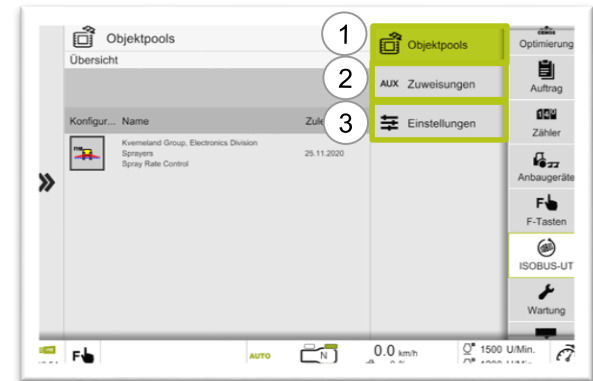 Objektpools
Übersicht
Konfigur... Name
Kverneland Group, Electronics Division
Sprayers
Spray Rate Control
25.11.2020
1
Objektpools
2
AUX Zuweisungen
3
Einstellungen
CEMOS
Optimierung
Auftrag
Zähler
Anbaugeräte
F
F-Tasten
ISOBUS-UT
Wartung
F
AUTO
N
0.0 km/h
1500 U/Min.